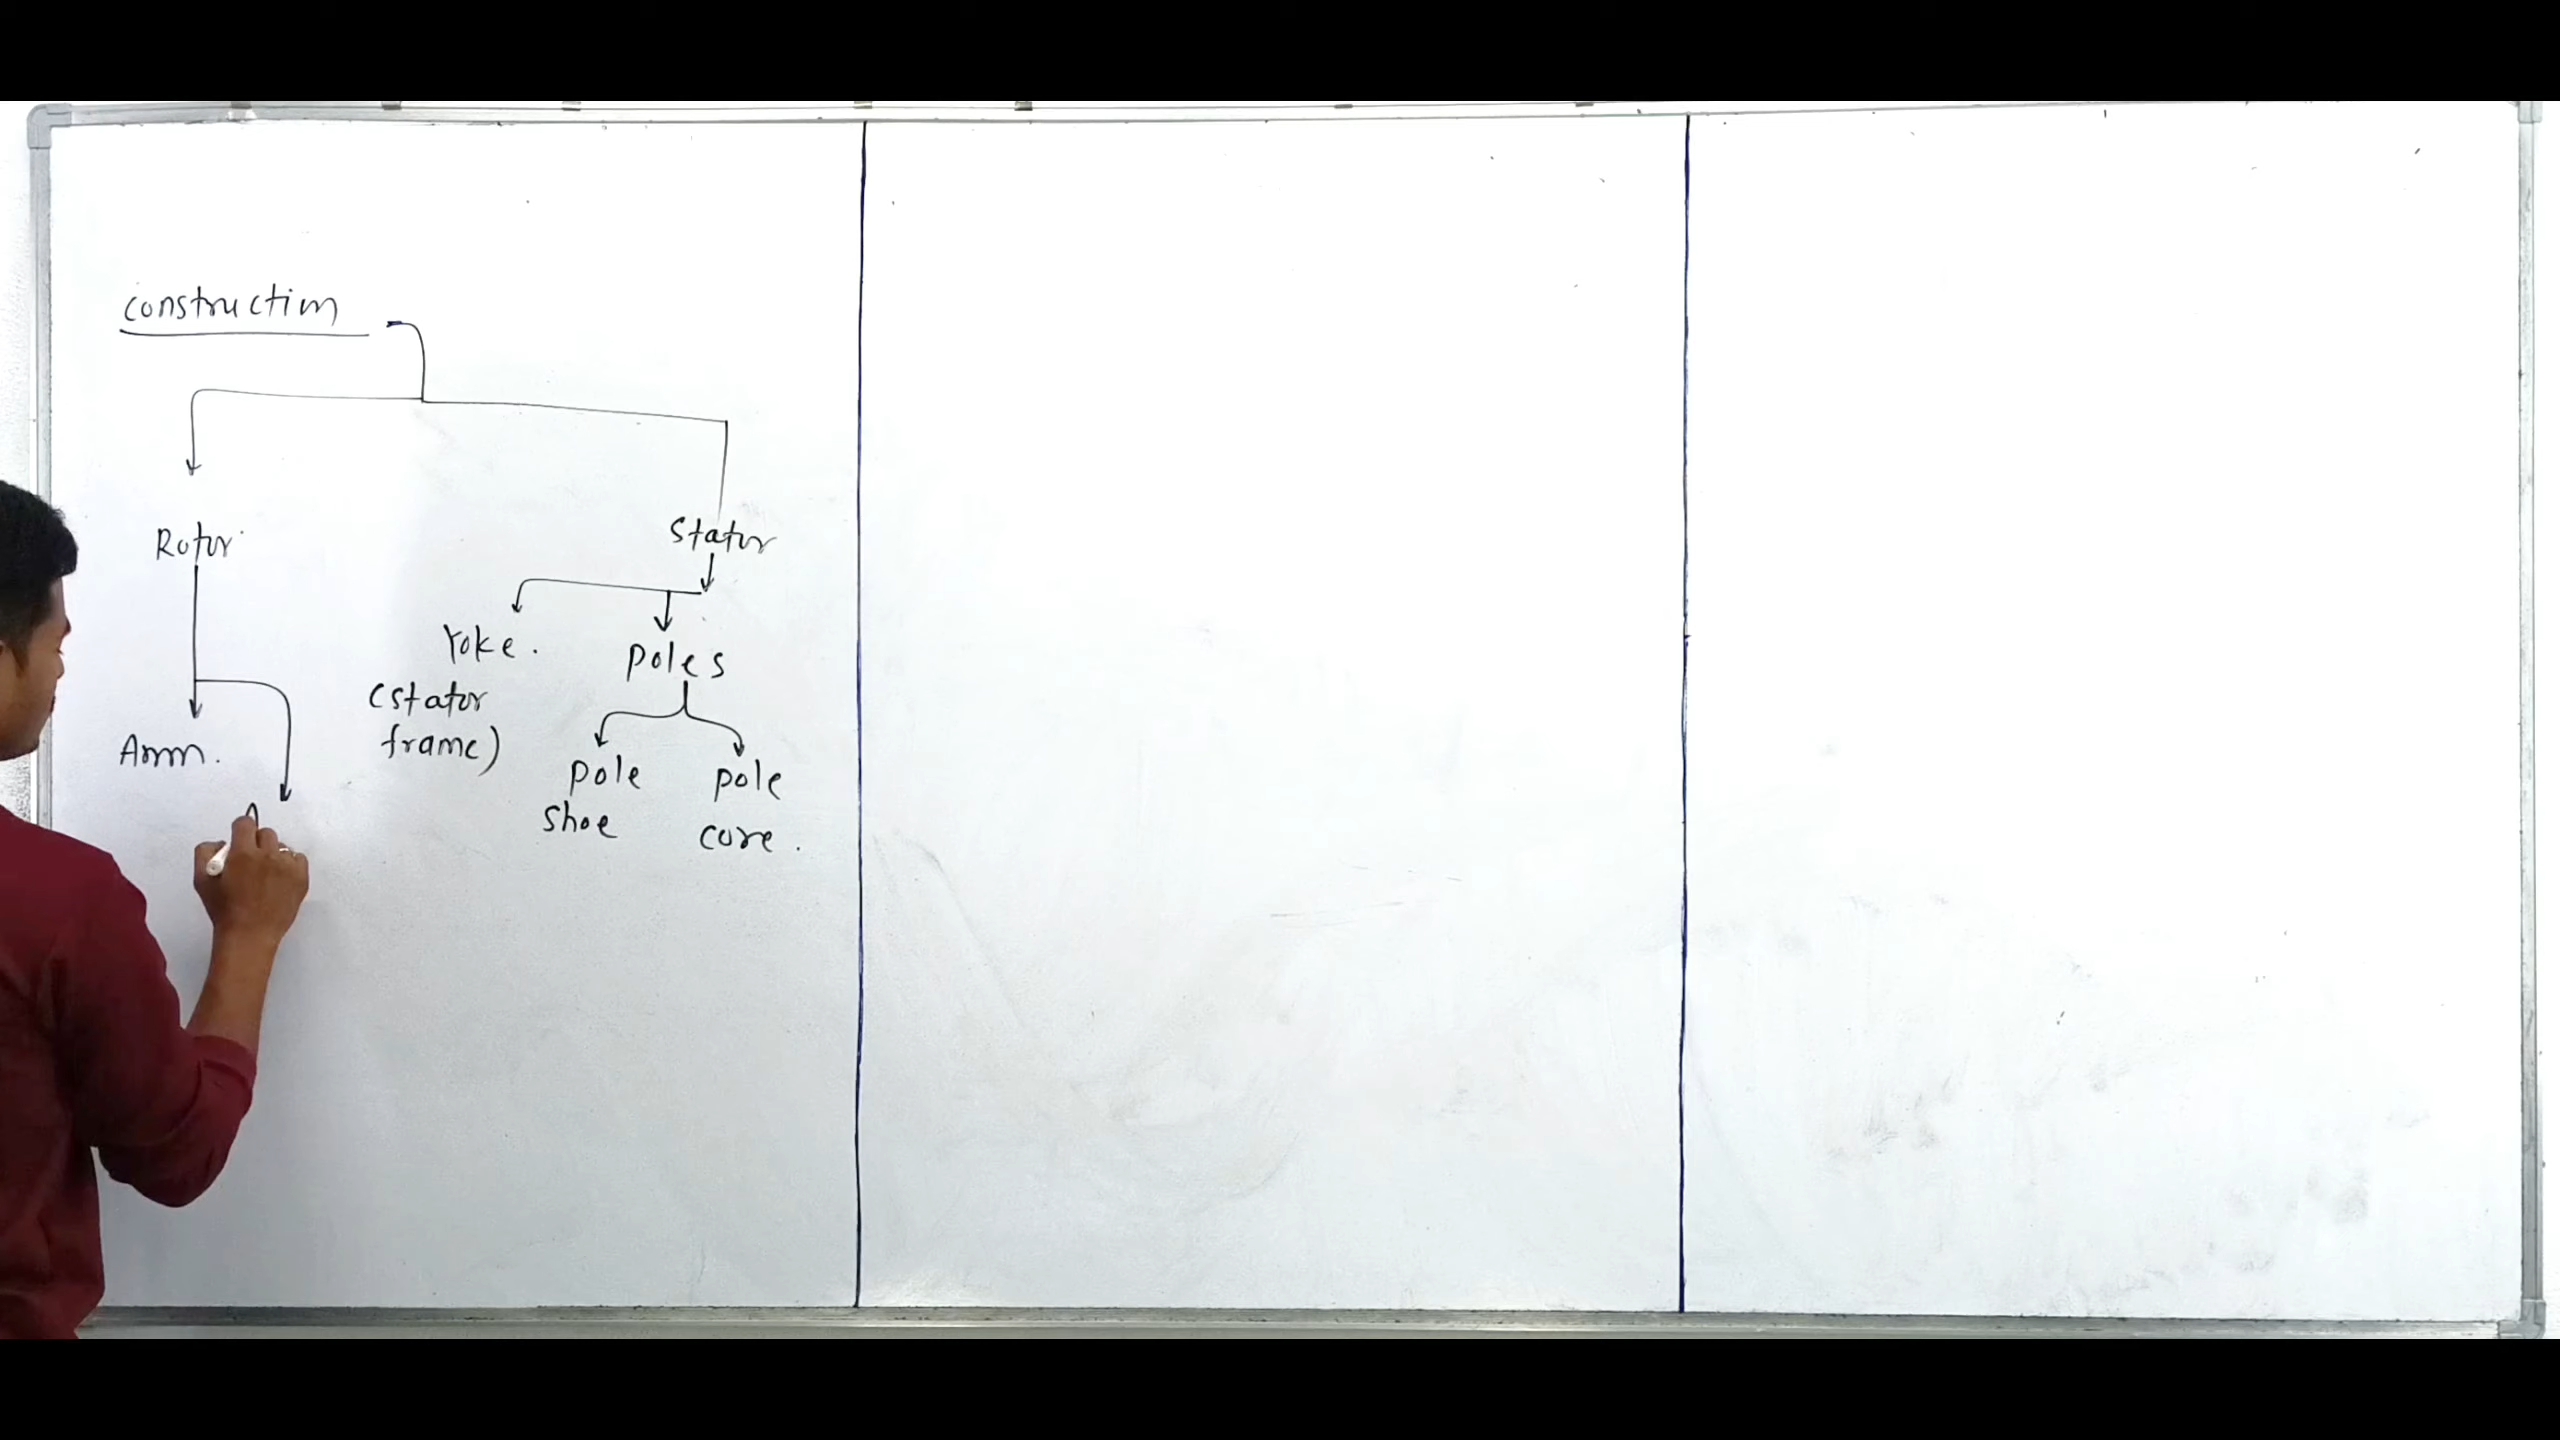 construction
Rotor
Stator
Yoke.
(stator
frame)
poles
Arm.
pole
shoe
pole
core.